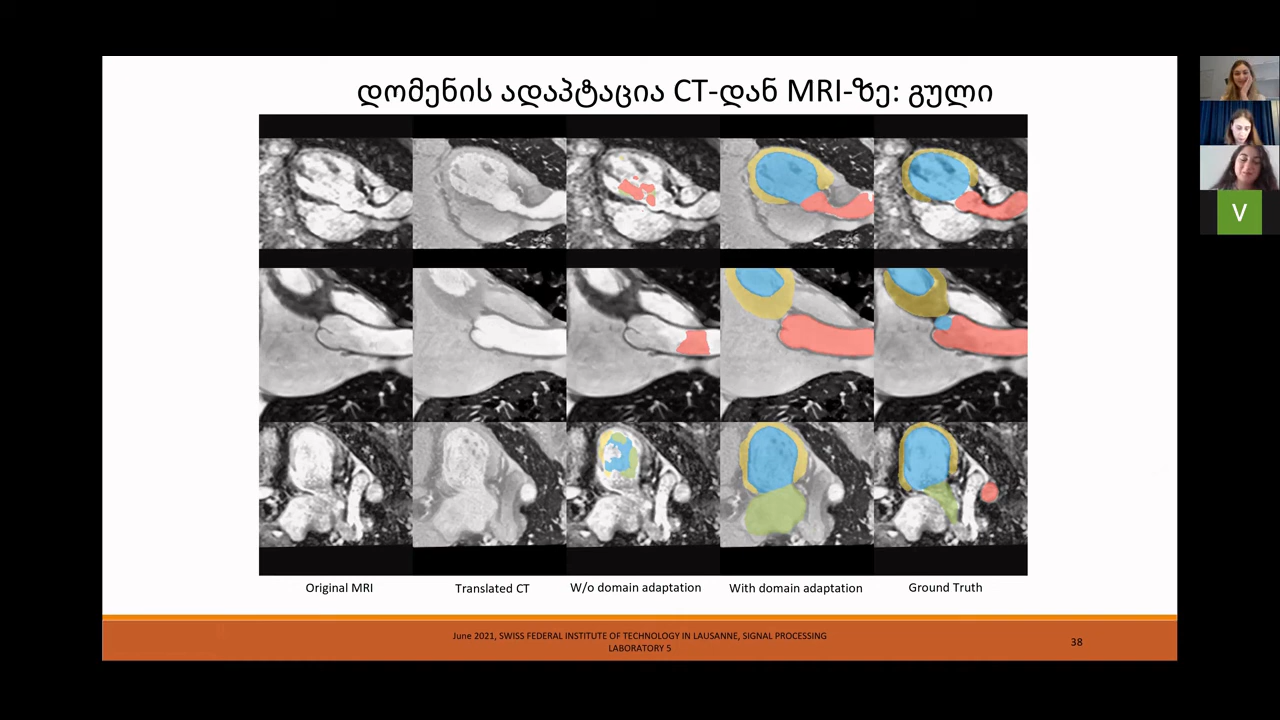 დომენის ადაპტაცია CT-დან MRI-ზე: გული
V
Original MRI
Translated CT
W/o domain adaptation
With domain adaptation
Ground Truth
June 2021, SWISS FEDERAL INSTITUTE OF TECHNOLOGY IN LAUSANNE, SIGNAL PROCESSING
LABORATORY 5
38